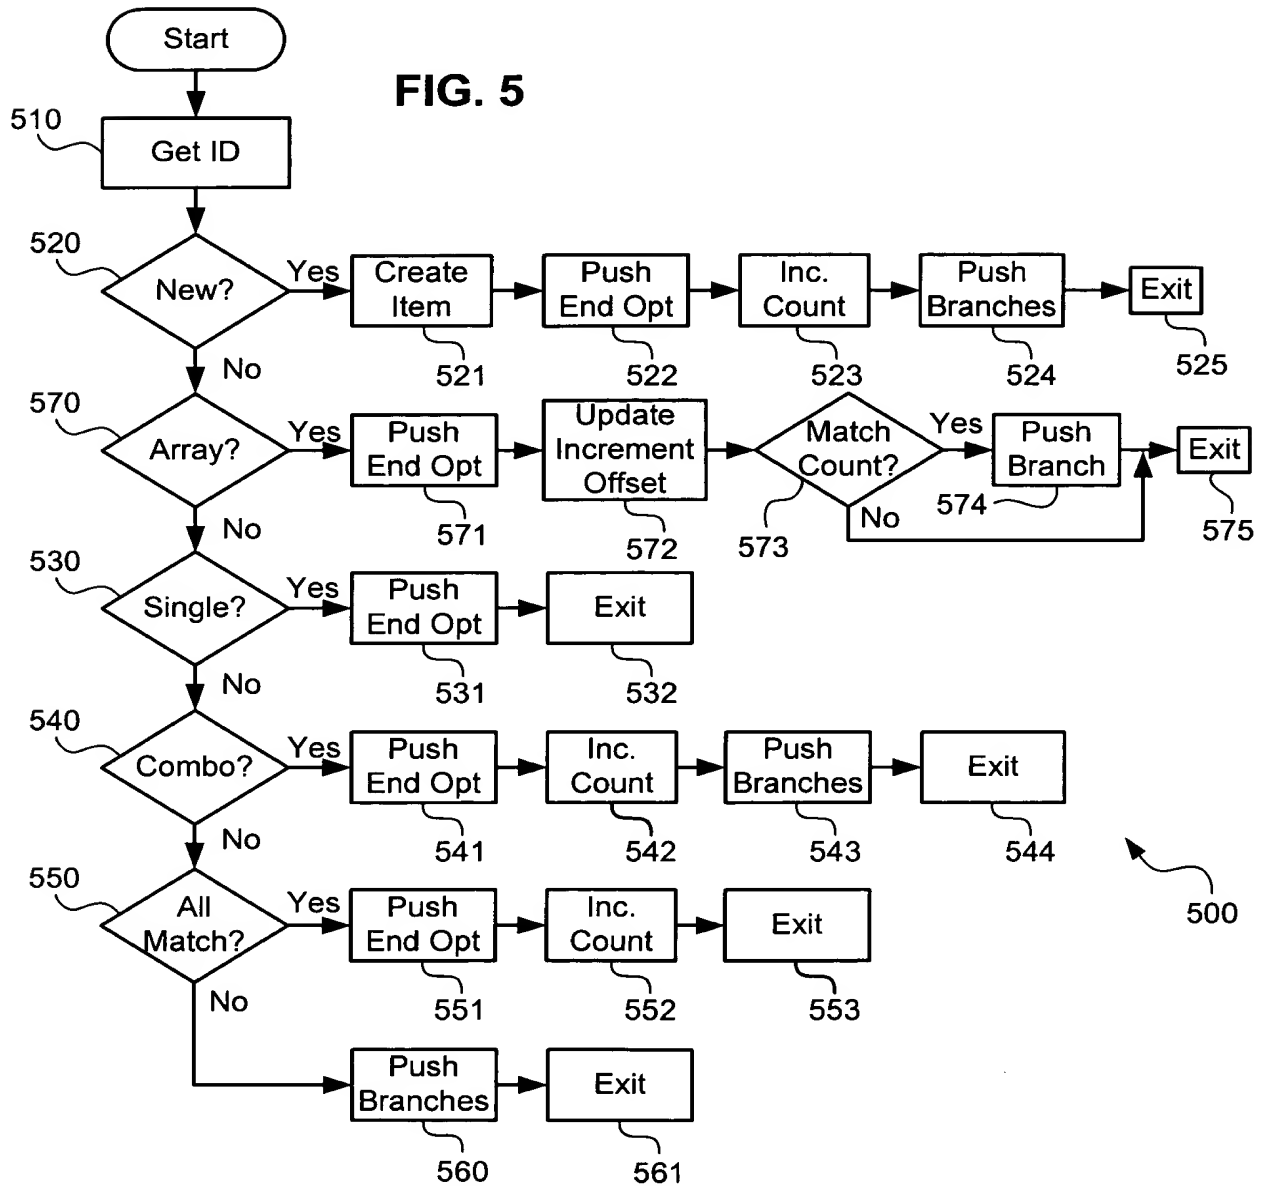 Start
FIG. 5
510
Get ID
520
New?
Yes
Create
Item
Push
End Opt
Inc.
Count
Push
Branches
Exit
521
522
523
524
525
No
570
Array?
Yes
Push
End Opt
Update
Increment
Offset
Match
Count?
Yes
Push
Branch
Exit
571
572
573
No
574
575
No
530
Single?
Yes
Push
End Opt
Exit
531
532
No
540
Combo?
Yes
Push
End Opt
Inc.
Count
Push
Branches
Exit
541
542
543
544
No
550
All
Match?
Yes
Push
End Opt
Inc.
Count
Exit
551
552
553
500
No
Push
Branches
Exit
560
561